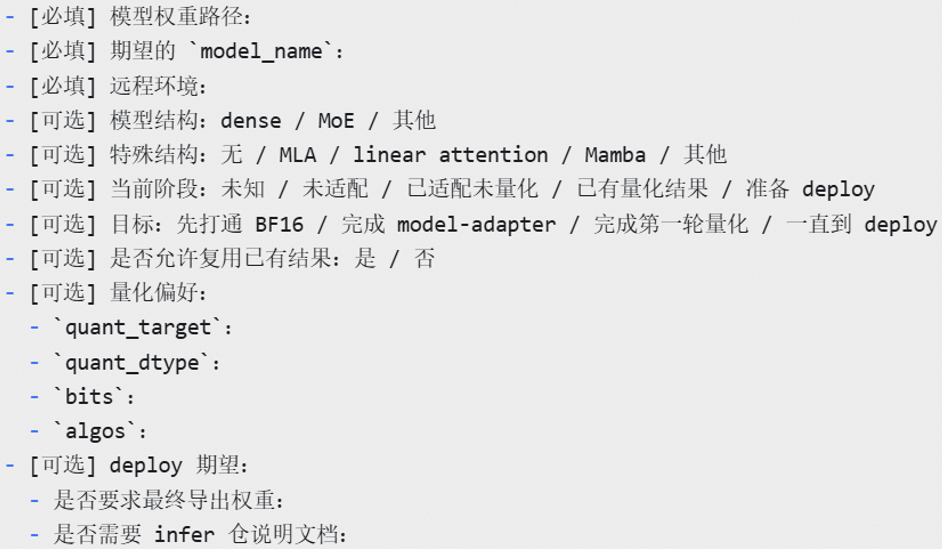 - [必填] 模型权重路径:
- [必填] 期望的 `model_name`:
- [必填] 远程环境:
- [可选] 模型结构: dense / MoE / 其他
- [可选] 特殊结构: 无 / MLA / linear attention / Mamba / 其他
- [可选] 当前阶段: 未知 / 未适配 / 已适配未量化 / 已有量化结果 / 准备 deploy
- [可选] 目标: 先打通 BF16 / 完成 model-adapter / 完成第一轮量化 / 一直到 deploy
- [可选] 是否允许复用已有结果: 是 / 否
- [可选] 量化偏好:
  - `quant_target`:
  - `quant_dtype`:
  - `bits`:
  - `algos`:
- [可选] deploy 期望:
  - 是否要求最终导出权重:
  - 是否需要 infer 仓说明文档: